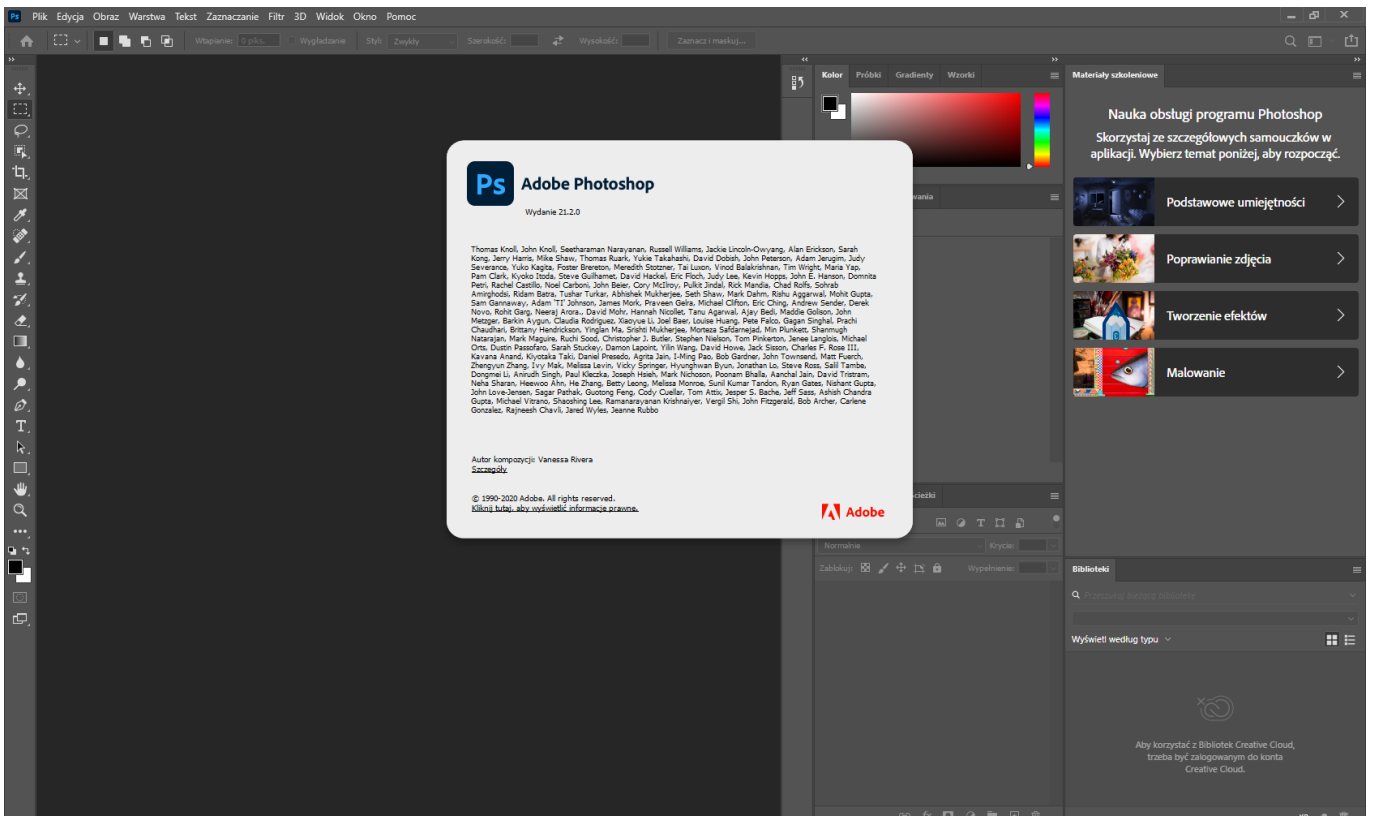 Ps Plik Edycja Obraz Warstwa Tekst Zaznaczanie Filtr 3D Widok Okno Pomoc
Wtapianie: 0 piks. Wygładzanie Styl: Zwykły Szerokość: Wysokość: Zaznacz i maskuj...
Kolor Próbki Gradienty Wzorki
Materiały szkoleniowe
Nauka obsługi programu Photoshop
Skorzystaj ze szczegółowych samouczków w
aplikacji. Wybierz temat poniżej, aby rozpocząć.
Podstawowe umiejętności
Poprawianie zdjęcia
Tworzenie efektów
Malowanie
Ps Adobe Photoshop
Wydanie 21.2.0
Thomas Knoll, John Knoll, Seetharaman Narayanan, Russell Williams, Jackie Lincoln-Owyang, Alan Erickson, Sarah
Kong, Jerry Harris, Mike Shaw, Thomas Ruark, Yukie Takahashi, David Dobish, John Peterson, Adam Jerugim, Judy
Severance, Yuko Kagita, Foster Brereton, Meredith Stotzner, Tai Luxon, Vinod Balakrishnan, Tim Wright, Maria Yap,
Pam Clark, Kyoko Itoda, Steve Guilhamet, David Hackel, Eric Floch, Judy Lee, Kevin Hopps, John E. Hanson, Domnita
Petri, Rachel Castillo, Noel Carboni, John Beier, Cory McIlroy, Pulkit Jindal, Rick Mandia, Chad Rolfs, Sohrab
Amirghodsi, Ridam Batra, Tushar Turkar, Abhishek Mukherjee, Seth Shaw, Mark Dahm, Rishu Aggarwal, Mohit Gupta,
Sam Gannaway, Adam 'TI' Johnson, James Mork, Praveen Gelra, Michael Clifton, Eric Ching, Andrew Sender, Derek
Novo, Rohit Garg, Neeraj Arora., David Mohr, Hannah Nicollet, Tanu Agarwal, Ajay Bedi, Maddie Golison, John
Metzger, Barkin Aygun, Claudia Rodriguez, Xiaoyue Li, Joel Baer, Louise Huang, Pete Falco, Gagan Singhal, Prachi
Chaudhari, Brittany Hendrickson, Yinglan Ma, Srishti Mukherjee, Morteza Safdarnejad, Min Plunkett, Shanmugh
Natarajan, Mark Maguire, Ruchi Sood, Christopher J. Butler, Stephen Nielson, Tom Pinkerton, Jenee Langlois, Michael
Orts, Dustin Passofaro, Sarah Stuckey, Damon Lapoint, Yilin Wang, David Howe, Jack Sisson, Charles F. Rose III,
Kavana Anand, Kiyotaka Taki, Daniel Presedo, Agrita Jain, I-Ming Pao, Bob Gardner, John Townsend, Matt Fuerch,
Zhengyun Zhang, Ivy Mak, Melissa Levin, Vicky Springer, Hyunghwan Byun, Jonathan Lo, Steve Ross, Salil Tambe,
Dongmei Li, Anirudh Singh, Paul Kleczka, Joseph Hsieh, Mark Nichoson, Poonam Bhalla, Aanchal Jain, David Tristram,
Neha Sharan, Heewoo Ahn, He Zhang, Betty Leong, Melissa Monroe, Sunil Kumar Tandon, Ryan Gates, Nishant Gupta,
John Love-Jensen, Sagar Pathak, Guotong Feng, Cody Cuellar, Tom Attix, Jesper S. Bache, Jeff Sass, Ashish Chandra
Gupta, Michael Vitrano, Shaoshing Lee, Ramanarayanan Krishnaiyer, Vergil Shi, John Fitzgerald, Bob Archer, Carlene
Gonzalez, Rajneesh Chavli, Jared Wyles, Jeanne Rubbo
Autor kompozycji: Vanessa Rivera
Szczegóły
© 1990-2020 Adobe. All rights reserved.
Kliknij tutaj, aby wyświetlić informacje prawne.
Adobe
Normalnie Krycie:
Zablokuj: Wypełnienie:
Biblioteki
Przeszukaj bieżącą bibliotekę
Wyświetl według typu
Aby korzystać z Bibliotek Creative Cloud,
trzeba być zalogowanym do konta
Creative Cloud.